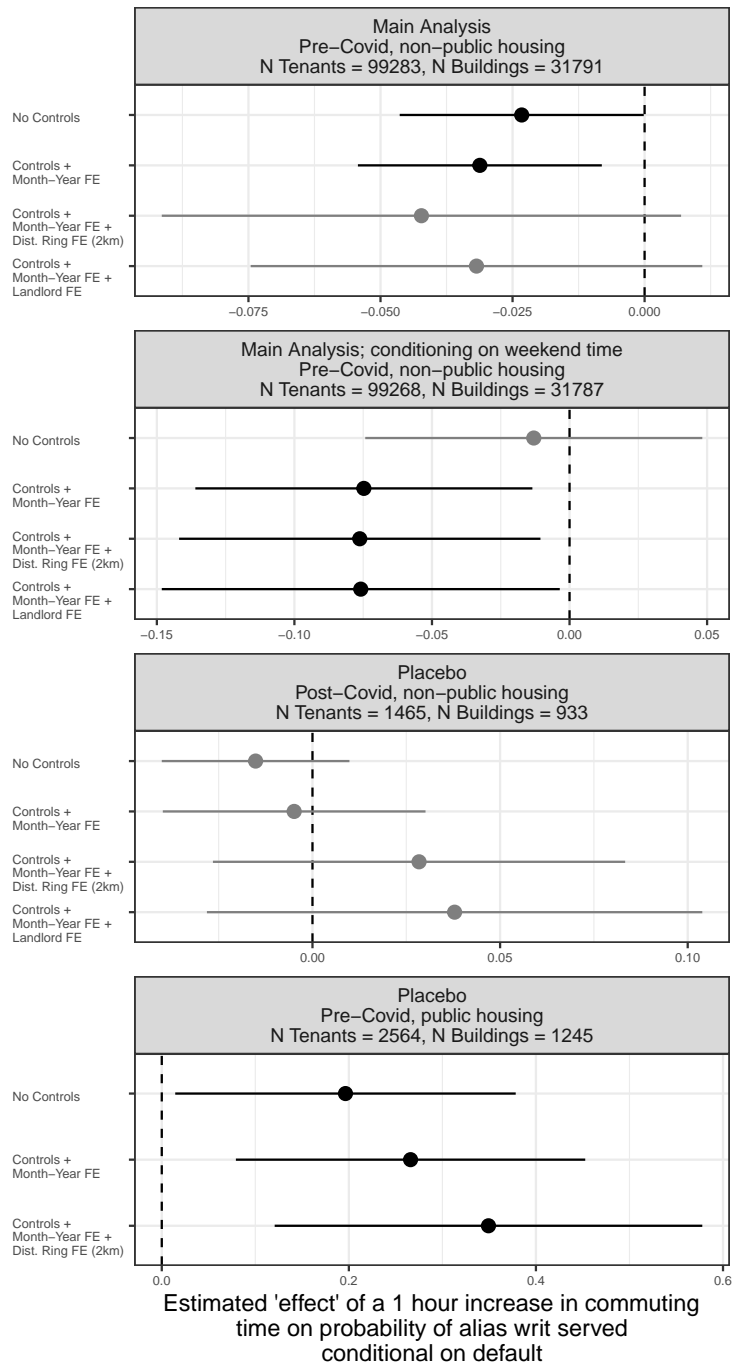 Main Analysis
Pre−Covid, non−public housing
N Tenants = 99283, N Buildings = 31791
No Controls
Controls +
Month−Year FE
Controls +
Month−Year FE +
Dist. Ring FE (2km)
Controls +
Month−Year FE +
Landlord FE
−0.075
−0.050
−0.025
0.000
Main Analysis; conditioning on weekend time
Pre−Covid, non−public housing
N Tenants = 99268, N Buildings = 31787
No Controls
Controls +
Month−Year FE
Controls +
Month−Year FE +
Dist. Ring FE (2km)
Controls +
Month−Year FE +
Landlord FE
−0.15
−0.10
−0.05
0.00
0.05
Placebo
Post−Covid, non−public housing
N Tenants = 1465, N Buildings = 933
No Controls
Controls +
Month−Year FE
Controls +
Month−Year FE +
Dist. Ring FE (2km)
Controls +
Month−Year FE +
Landlord FE
0.00
0.05
0.10
Placebo
Pre−Covid, public housing
N Tenants = 2564, N Buildings = 1245
No Controls
Controls +
Month−Year FE
Controls +
Month−Year FE +
Dist. Ring FE (2km)
0.0
0.2
0.4
0.6
Estimated 'effect' of a 1 hour increase in commuting
time on probability of alias writ served
conditional on default